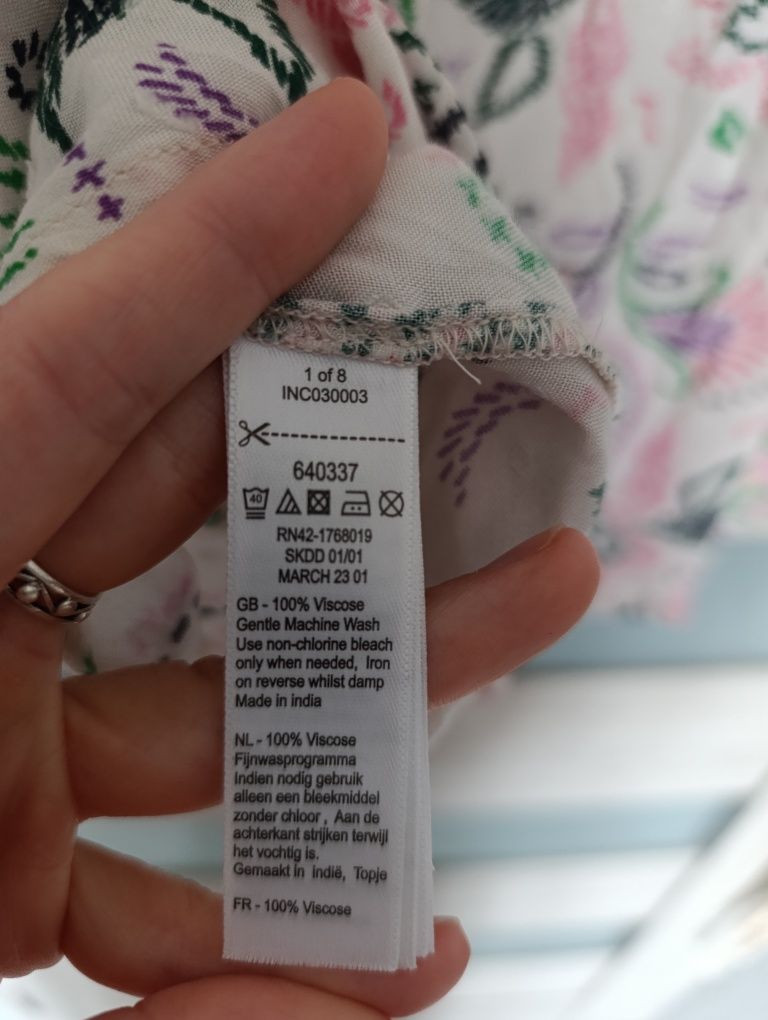 1 of 8
INC030003
640337
40
RN42-1768019
SKDD 01/01
MARCH 23 01
GB - 100% Viscose
Gentle Machine Wash
Use non-chlorine bleach
only when needed, Iron
on reverse whilst damp
Made in india
NL - 100% Viscose
Fijnwasprogramma
Indien nodig gebruik
alleen een bleekmiddel
zonder chloor , Aan de
achterkant strijken terwijl
het vochtig is.
Gemaakt in Indië, Topje
FR - 100% Viscose